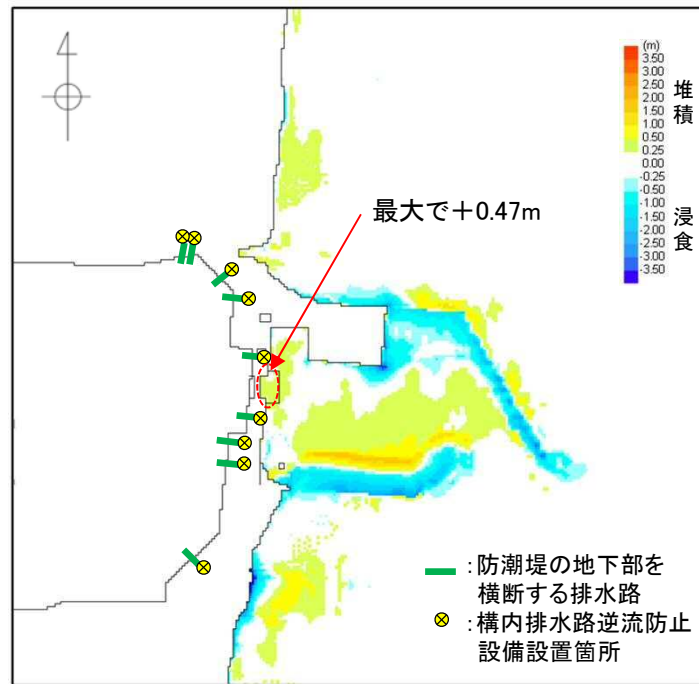 (m)
3.50
3.00
2.50
2.00
1.50
1.00
0.50
0.25
0.00
-0.25
-0.50
-1.00
-1.50
-2.00
-2.50
-3.00
-3.50
堆積
浸食
最大で＋0.47m
：防潮堤の地下部を
横断する排水路
：構内排水路逆流防止
設備設置箇所